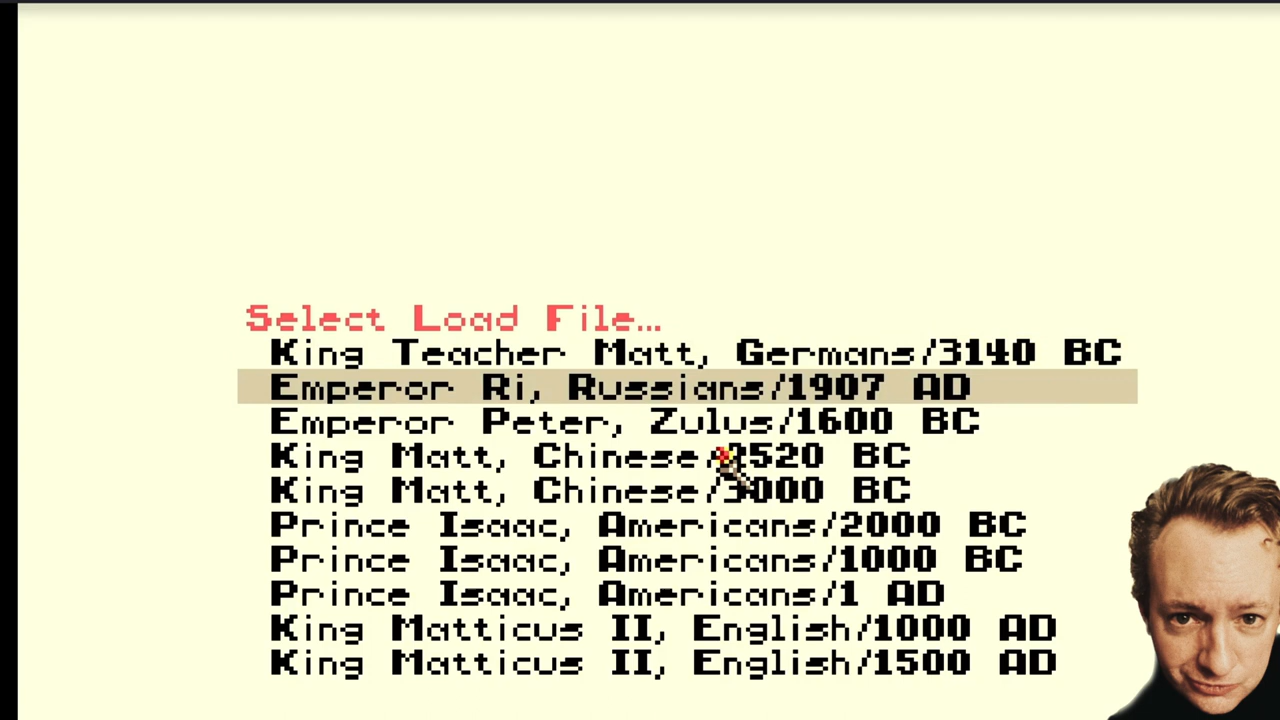 Select Load File...
King Teacher Matt, Germans/3140 BC
Emperor Ri, Russians/1907 AD
Emperor Peter, Zulus/1600 BC
King Matt, Chinese/2520 BC
King Matt, Chinese/3000 BC
Prince Isaac, Americans/2000 BC
Prince Isaac, Americans/1000 BC
Prince Isaac, Americans/1 AD
King Matticus II, English/1000 AD
King Matticus II, English/1500 AD